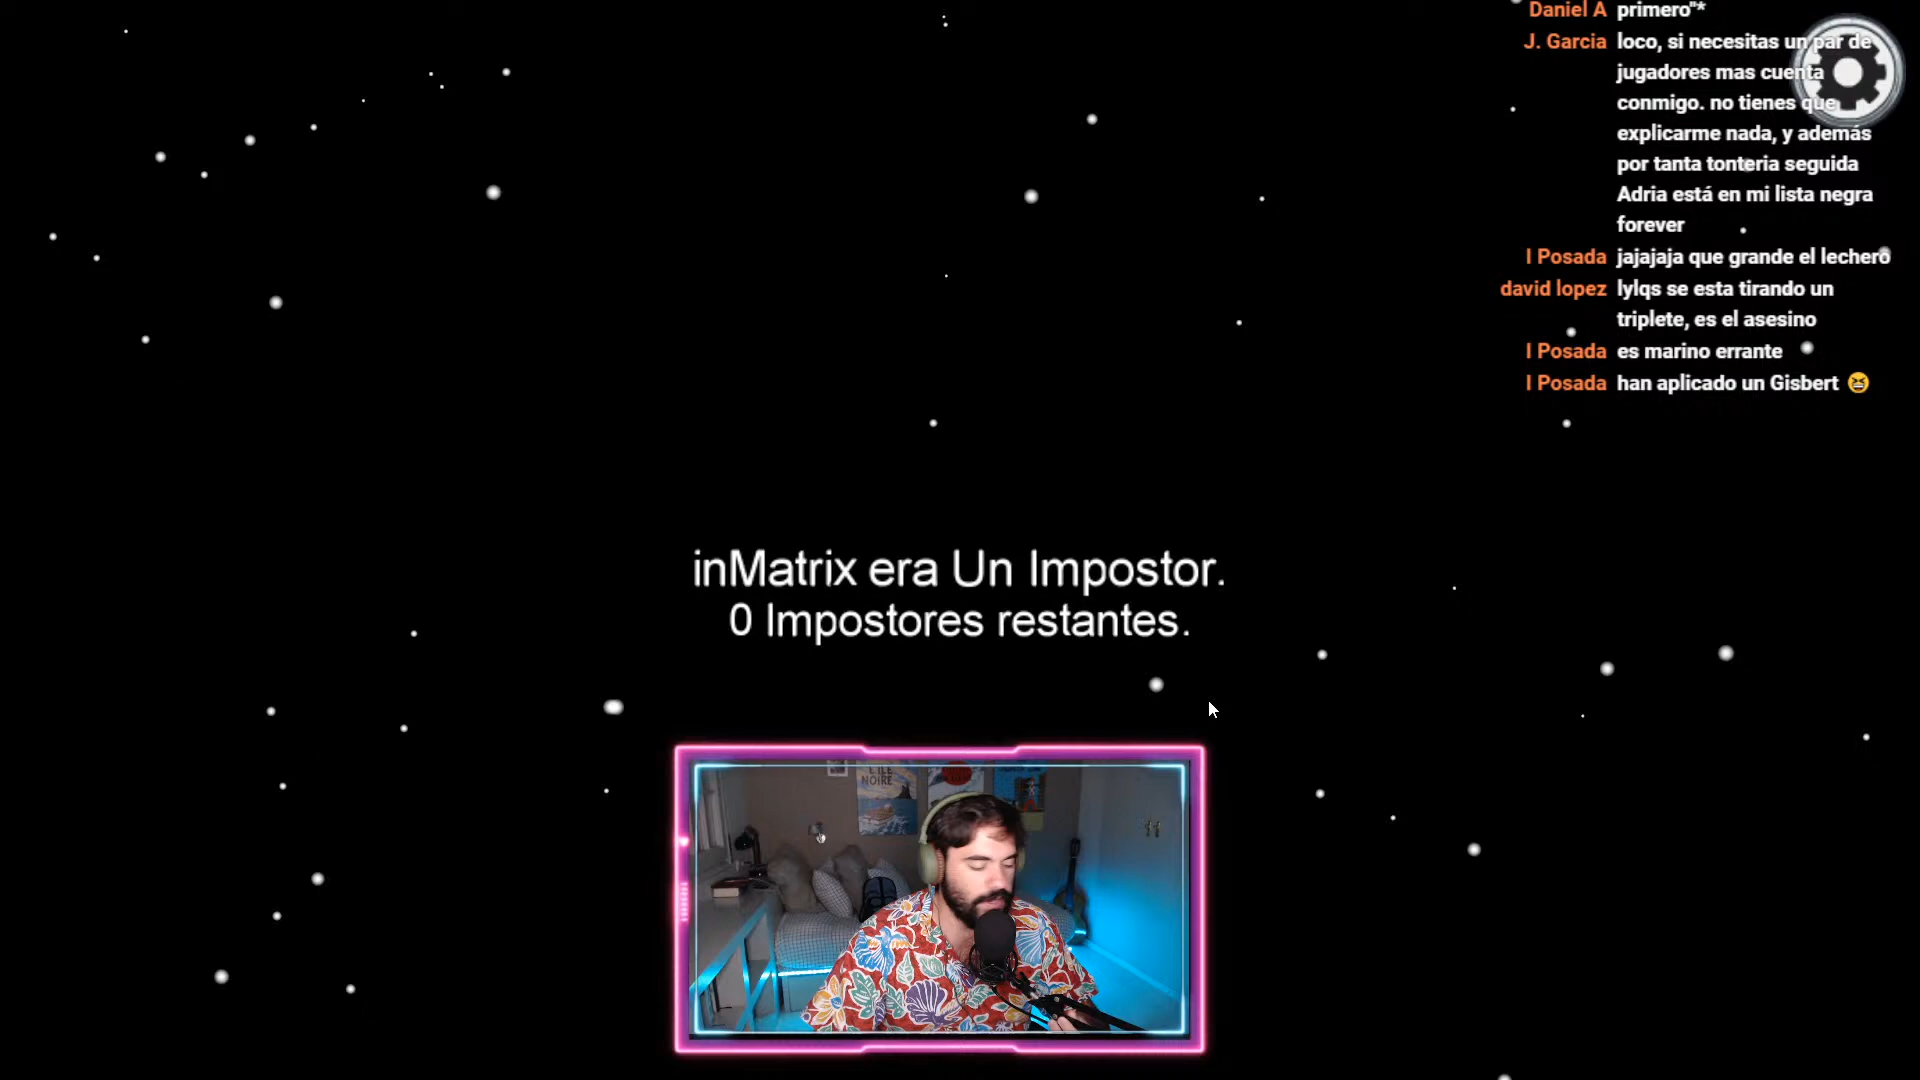 Daniel A primero"*
J. Garcia loco, si necesitas un par de
jugadores mas cuenta
conmigo. no tienes que
explicarme nada, y además
por tanta tonteria seguida
Adria está en mi lista negra
forever
I Posada jajajaja que grande el lechero
david lopez lylqs se esta tirando un
triplete, es el asesino
I Posada es marino errante
I Posada han aplicado un Gisbert 😆
inMatrix era Un Impostor.
0 Impostores restantes.
L'ILE
NOIRE